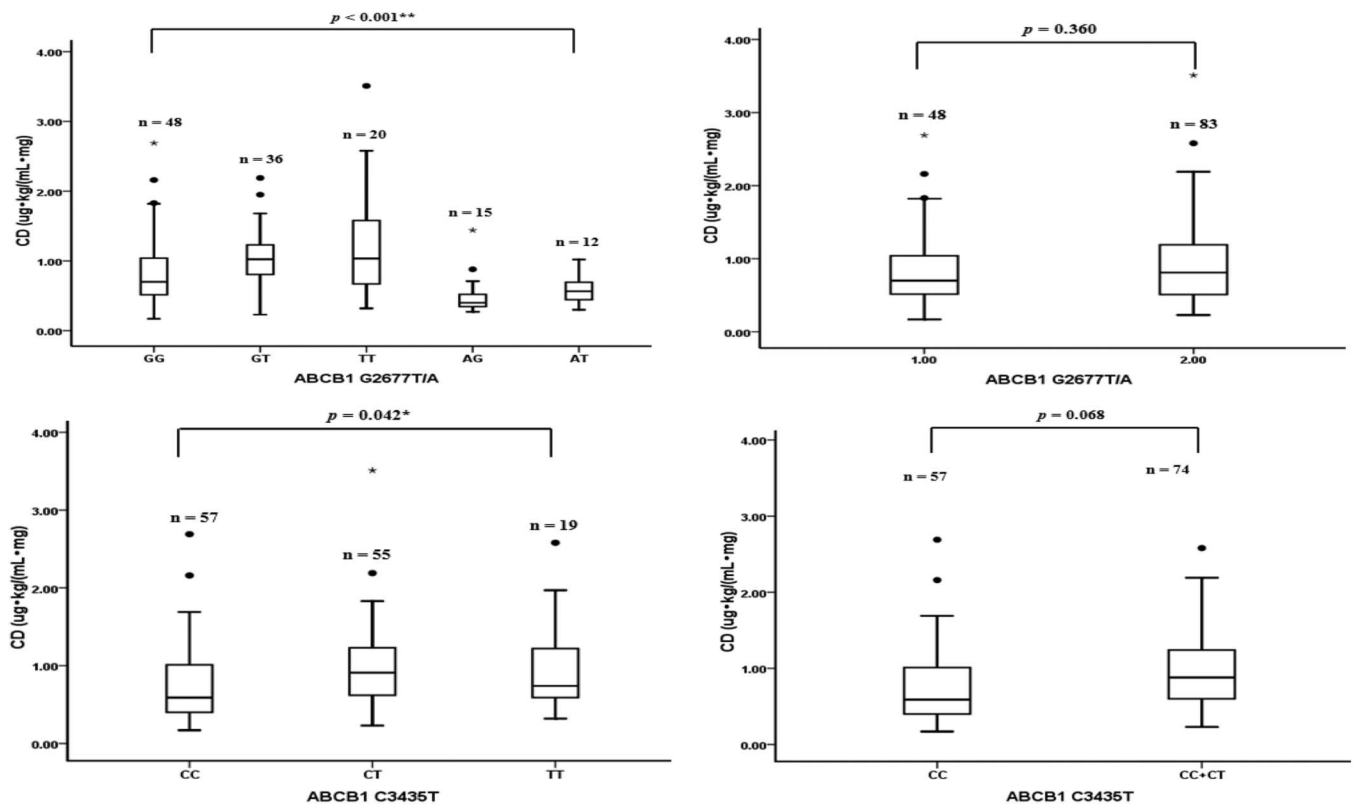 p < 0.001**
CD (ug•kg/(mL•mg)
4.00
3.00
2.00
1.00
0.00
n = 48
n = 36
n = 20
n = 15
n = 12
*
*
GG GT TT AG AT
ABCB1 G2677T/A
p = 0.360
CD (ug•kg/(mL•mg)
4.00
3.00
2.00
1.00
0.00
n = 48
n = 83
*
*
1.00 2.00
ABCB1 G2677T/A
p = 0.042*
CD (ug•kg/(mL•mg)
4.00
3.00
2.00
1.00
0.00
n = 57
n = 55
n = 19
*
CC CT TT
ABCB1 C3435T
p = 0.068
CD (ug•kg/(mL•mg)
4.00
3.00
2.00
1.00
0.00
n = 57
n = 74
CC CC+CT
ABCB1 C3435T